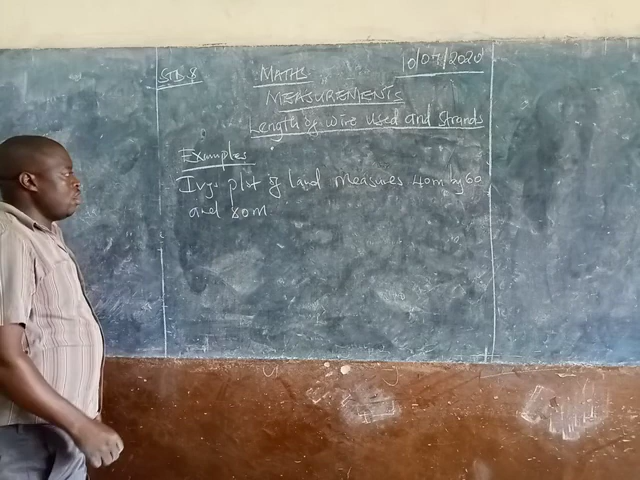 STD 8 MATHS 10/07/2020
MEASUREMENTS
Length of wire used and strands
Examples
Ivy's plot of land measures 40m by 60
and 80m